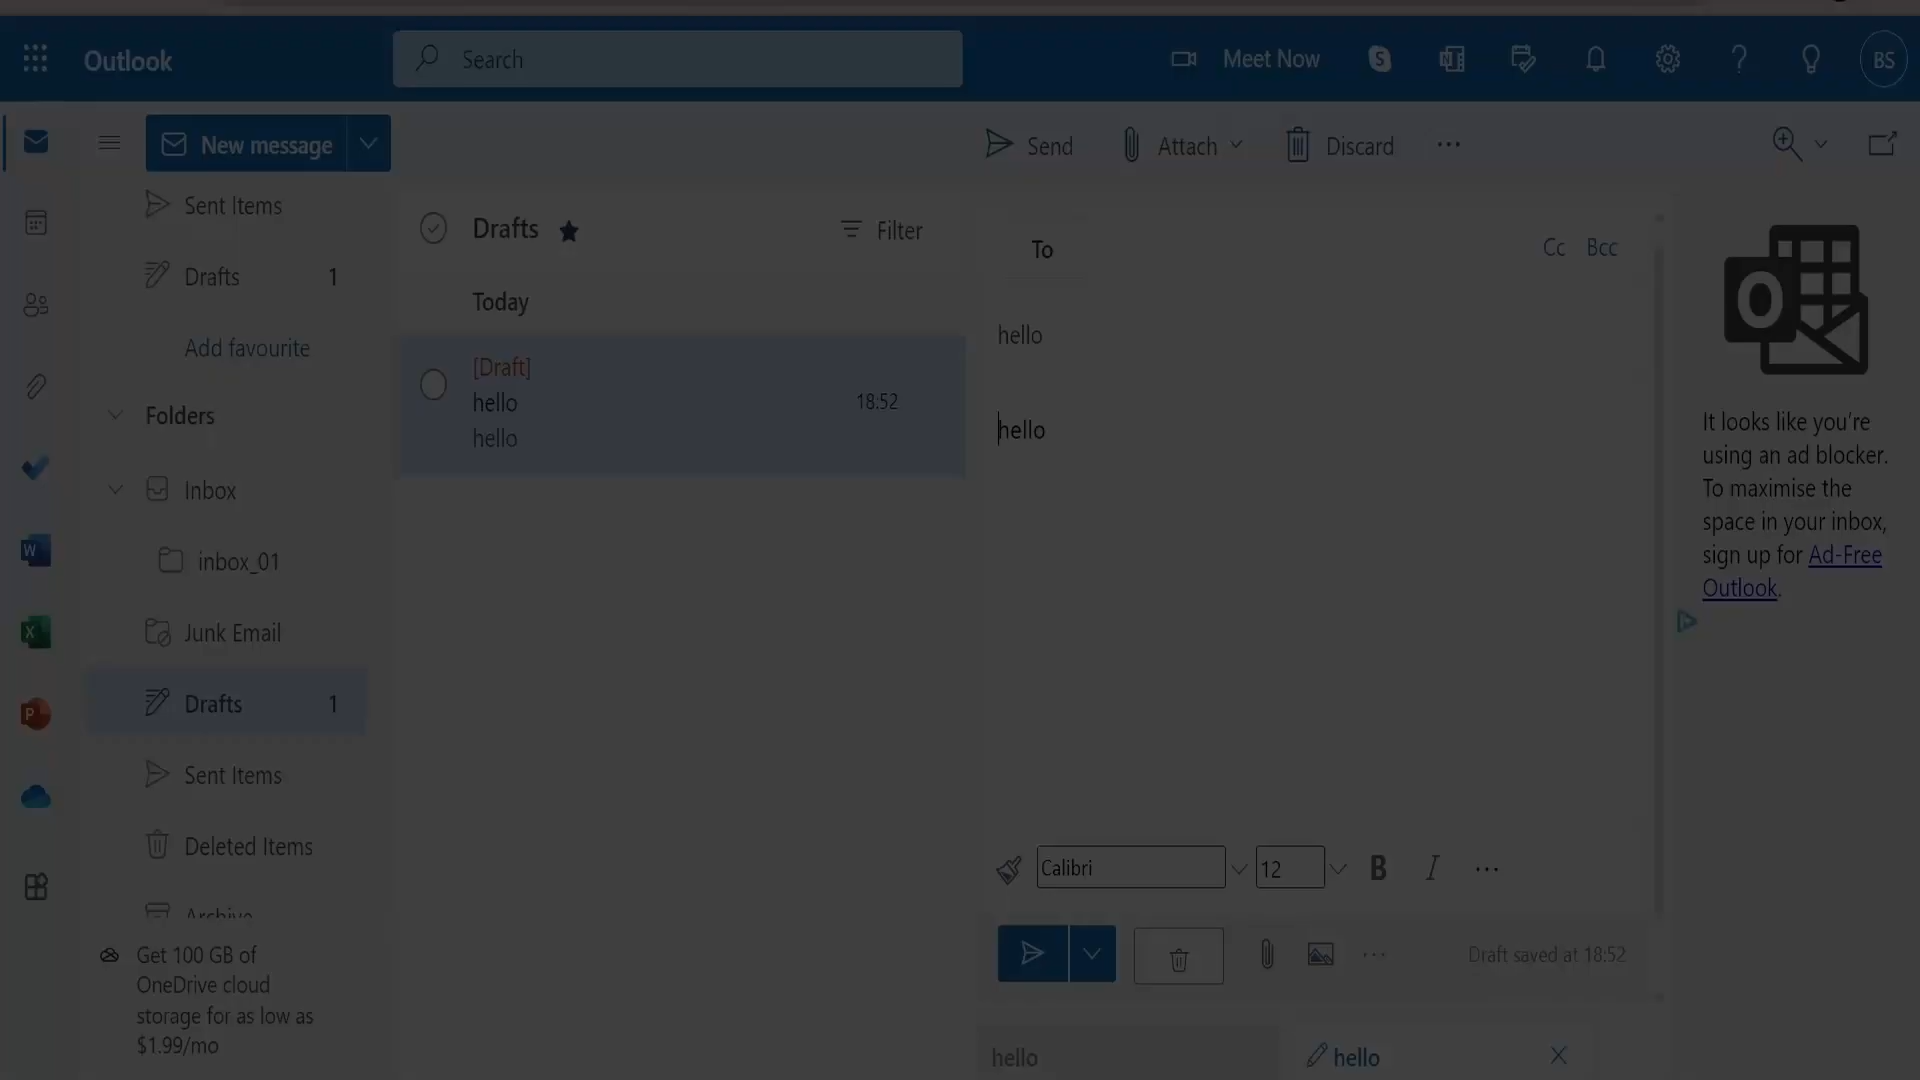 Outlook
Search
Meet Now
BS
New message
Send
Attach
Discard
Sent Items
Drafts 1
Add favourite
Folders
Inbox
inbox_01
Junk Email
Drafts 1
Sent Items
Deleted Items
Archive
Get 100 GB of
OneDrive cloud
storage for as low as
$1.99/mo
Drafts
Filter
Today
[Draft]
hello
18:52
hello
To
Cc
Bcc
hello
hello
Calibri
12
B
I
Draft saved at 18:52
hello
hello
It looks like you’re
using an ad blocker.
To maximise the
space in your inbox,
sign up for Ad-Free
Outlook.